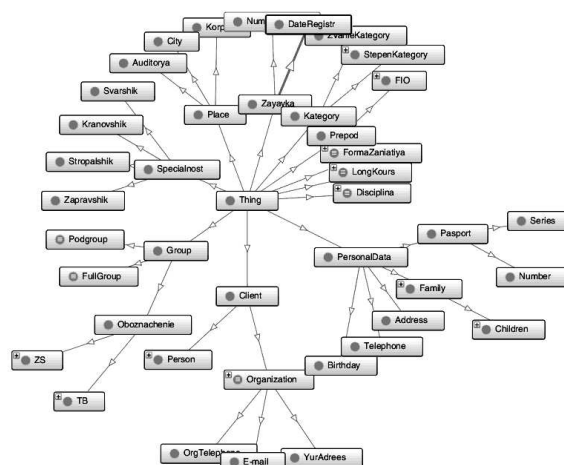 Num
DateRegistr
Korp
ZvanieKategory
City
StepenKategory
Auditorya
FIO
Svarshik
Zayayka
Place
Kategory
Kranovshik
Prepod
FormaZaniatiya
Stropalshik
Specialnost
LongKours
Disciplina
Zapravshik
Thing
Series
Pasport
Podgroup
Group
PersonalData
FullGroup
Number
Family
Client
Address
Oboznachenie
Children
ZS
Person
Telephone
Birthday
Organization
TB
OrgTelephone
E-mail
YurAdrees